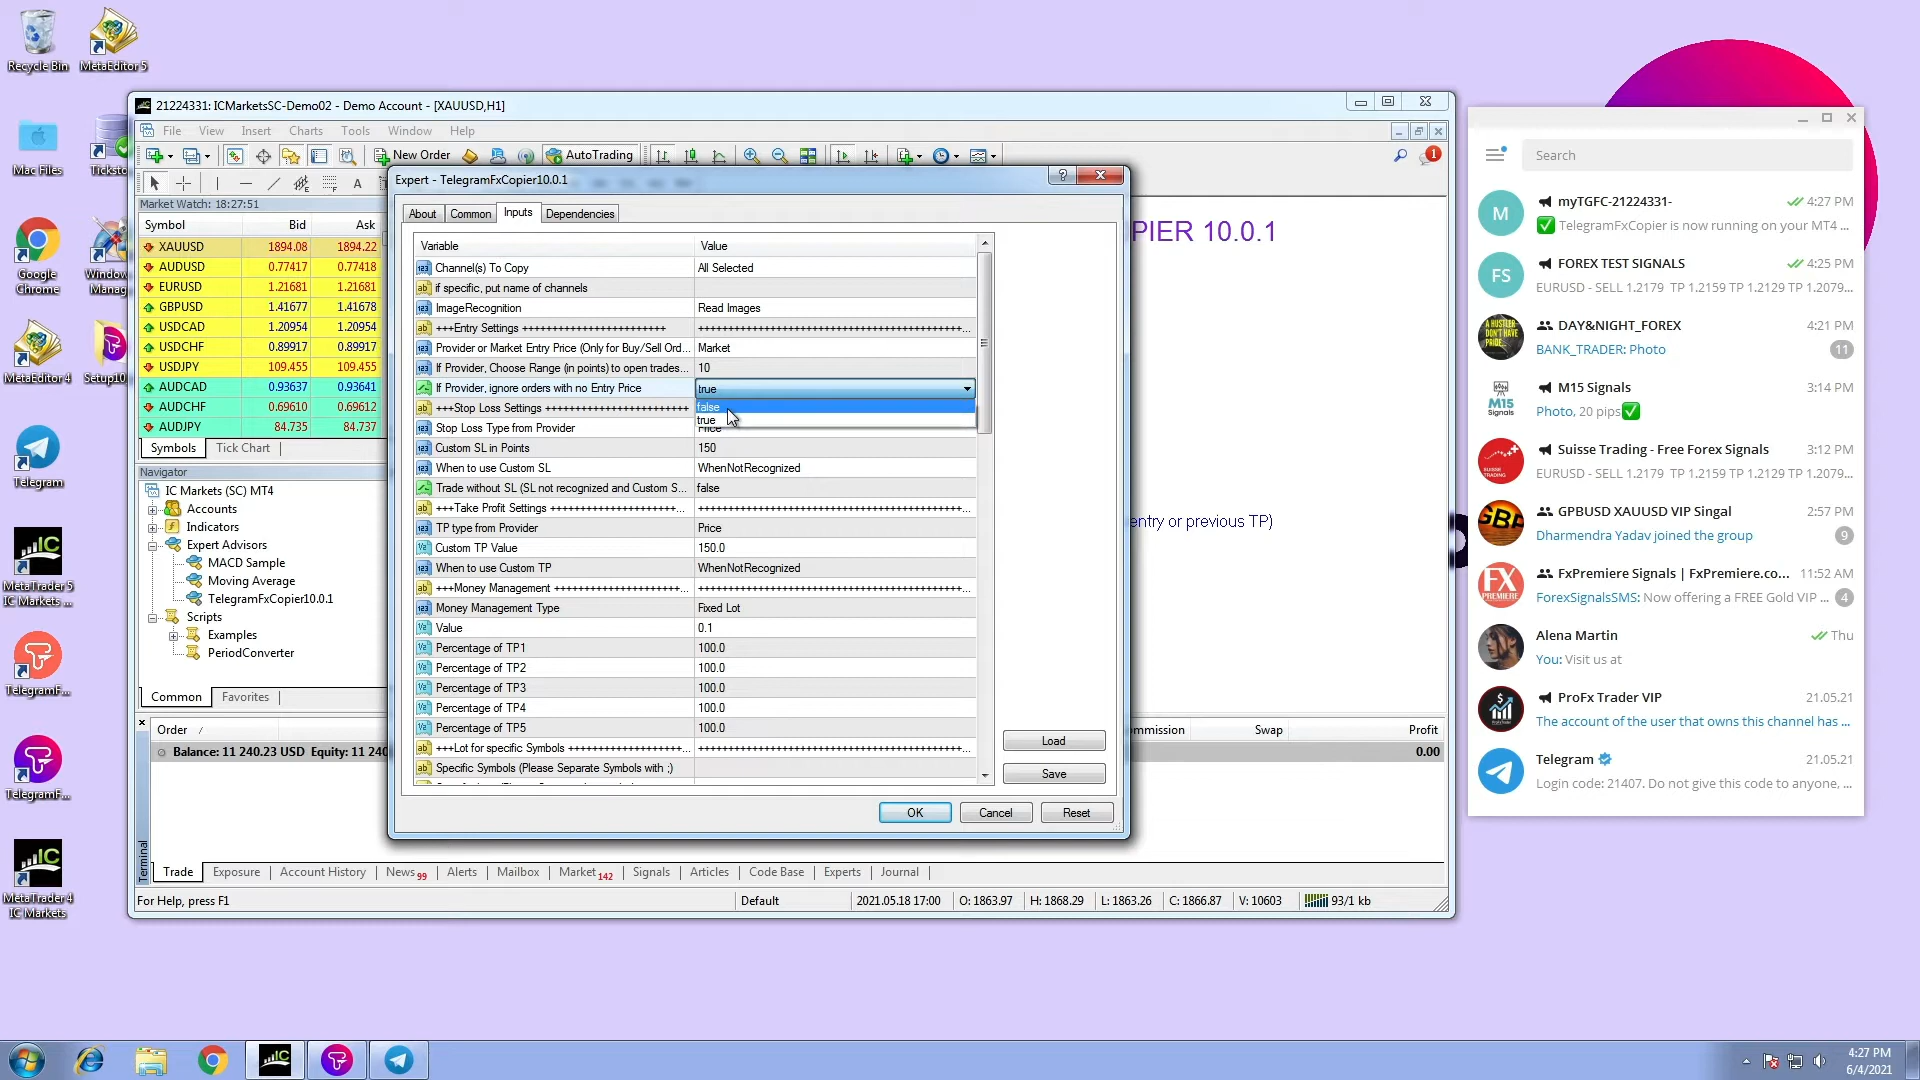 Recycle Bin
MetaEditor 5
Mac Files
Google
Chrome
MetaEditor 4
Setup10
Telegram
MetaTrader 5
IC Markets ...
TelegramF...
TelegramF...
MetaTrader 4
IC Markets
21224331: ICMarketsSC-Demo02 - Demo Account - [XAUUSD,H1]
File View Insert Charts Tools Window Help
New Order AutoTrading 1
Market Watch: 18:27:51
Symbol Bid Ask
XAUUSD 1894.08 1894.22
AUDUSD 0.77417 0.77418
EURUSD 1.21681 1.21681
GBPUSD 1.41677 1.41678
USDCAD 1.20954 1.20954
USDCHF 0.89917 0.89917
USDJPY 109.455 109.455
AUDCAD 0.93637 0.93641
AUDCHF 0.69610 0.69612
AUDJPY 84.735 84.737
Symbols Tick Chart
Navigator
IC Markets (SC) MT4
Accounts
Indicators
Expert Advisors
MACD Sample
Moving Average
TelegramFxCopier10.0.1
Scripts
Examples
PeriodConverter
Common Favorites
Expert - TelegramFxCopier10.0.1
About Common Inputs Dependencies
Variable Value
Channel(s) To Copy All Selected
if specific, put name of channels
ImageRecognition Read Images
+++Entry Settings ++++++++++++++++++++++++
Provider or Market Entry Price (Only for Buy/Sell Ord... Market
If Provider, Choose Range (in points) to open trades... 10
If Provider, ignore orders with no Entry Price true
false
true
+++Stop Loss Settings ++++++++++++++++++++++++
Stop Loss Type from Provider Price
Custom SL in Points 150
When to use Custom SL WhenNotRecognized
Trade without SL (SL not recognized and Custom S... false
+++Take Profit Settings +++++++++++++++++++++++...
TP type from Provider Price
Custom TP Value 150.0
When to use Custom TP WhenNotRecognized
+++Money Management +++++++++++++++++++++...
Money Management Type Fixed Lot
Value 0.1
Percentage of TP1 100.0
Percentage of TP2 100.0
Percentage of TP3 100.0
Percentage of TP4 100.0
Percentage of TP5 100.0
+++Lot for specific Symbols ++++++++++++++++++++...
Specific Symbols (Please Separate Symbols with ;)
Load
Save
OK Cancel Reset
PIER 10.0.1
entry or previous TP)
Order / Swap Profit
Balance: 11 240.23 USD Equity: 11 240 0.00
Terminal
Trade Exposure Account History News 99 Alerts Mailbox Market 142 Signals Articles Code Base Experts Journal
For Help, press F1 Default 2021.05.18 17:00 O: 1863.97 H: 1868.29 L: 1863.26 C: 1866.87 V: 10603 93/1 kb
Search
M myTGFC-21224331- 4:27 PM
TelegramFxCopier is now running on your MT4 ...
FS FOREX TEST SIGNALS 4:25 PM
EURUSD - SELL 1.2179 TP 1.2159 TP 1.2129 TP 1.2079...
DAY&NIGHT_FOREX 4:21 PM
BANK_TRADER: Photo 11
M15 Signals 3:14 PM
Photo, 20 pips
Suisse Trading - Free Forex Signals 3:12 PM
EURUSD - SELL 1.2179 TP 1.2159 TP 1.2129 TP 1.2079...
GPBUSD XAUUSD VIP Singal 2:57 PM
Dharmendra Yadav joined the group 9
FxPremiere Signals | FxPremiere.co... 11:52 AM
ForexSignalsSMS: Now offering a FREE Gold VIP ... 4
Alena Martin Thu
You: Visit us at
ProFx Trader VIP 21.05.21
The account of the user that owns this channel has ...
Telegram 21.05.21
Login code: 21407. Do not give this code to anyone, ...
4:27 PM
6/4/2021